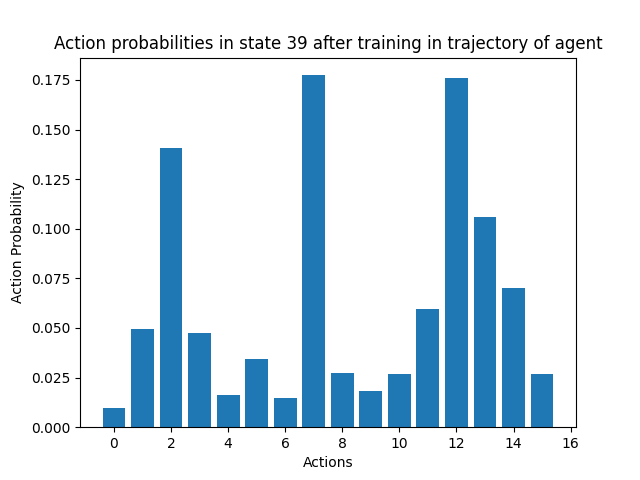 Action probabilities in state 39 after training in trajectory of agent
0.175
0.150
0.125
0.100
0.075
0.050
0.025
0.000
Action Probability
0 2 4 6 8 10 12 14 16
Actions